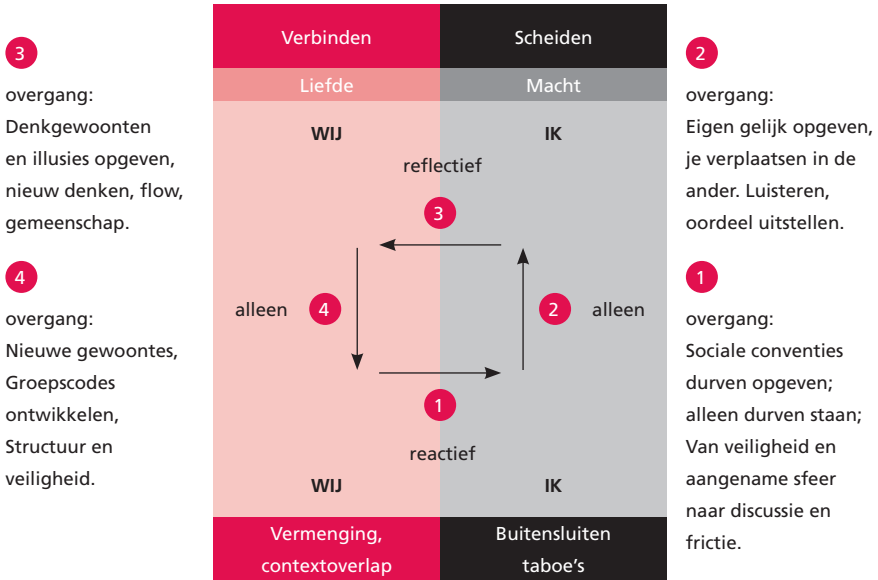 3
overgang:
Denkgewoonten
en illusies opgeven,
nieuw denken, flow,
gemeenschap.
4
overgang:
Nieuwe gewoontes,
Groepscodes
ontwikkelen,
Structuur en
veiligheid.
Verbinden
Scheiden
Liefde
Macht
WIJ
IK
reflectief
3
alleen
4
2
alleen
1
reactief
WIJ
IK
Vermenging,
contextoverlap
Buitensluiten
taboe's
2
overgang:
Eigen gelijk opgeven,
je verplaatsen in de
ander. Luisteren,
oordeel uitstellen.
1
overgang:
Sociale conventies
durven opgeven;
alleen durven staan;
Van veiligheid en
aangename sfeer
naar discussie en
frictie.